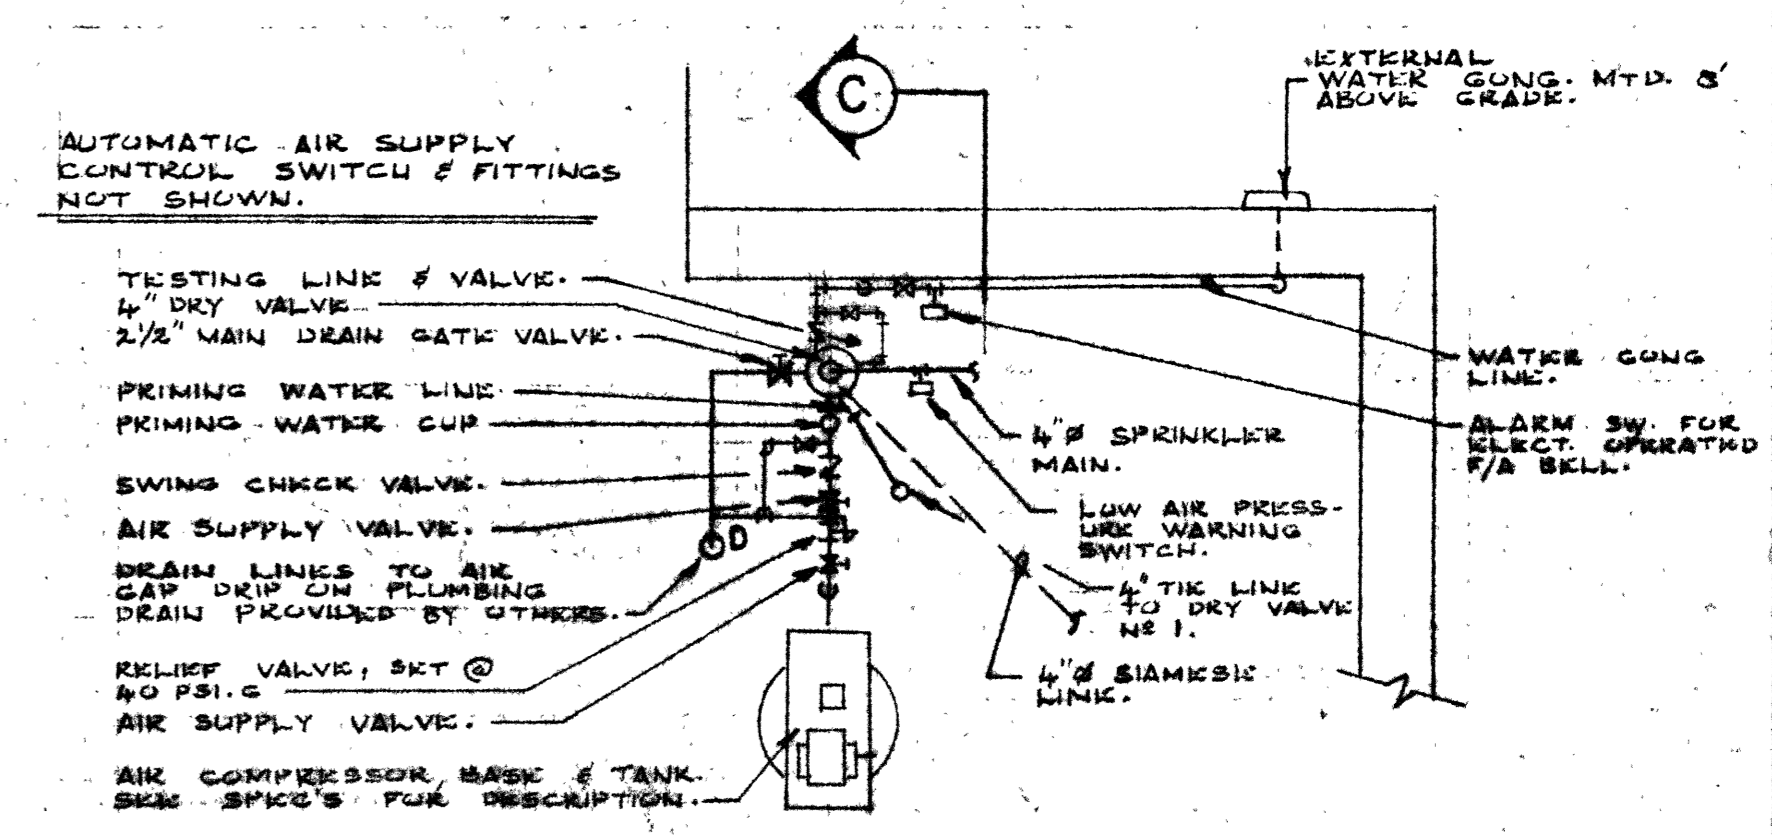 C
EXTERNAL
WATER GONG. MTD. 8'
ABOVE GRADE.
AUTOMATIC AIR SUPPLY
CONTROL SWITCH & FITTINGS
NOT SHOWN.
TESTING LINE & VALVE.
4" DRY VALVE
2 1/2" MAIN DRAIN GATE VALVE.
PRIMING WATER LINE
PRIMING WATER CUP
SWING CHECK VALVE.
AIR SUPPLY VALVE.
D
DRAIN LINES TO AIR
GAP DRIP ON PLUMBING
DRAIN PROVIDED BY OTHERS.
RELIEF VALVE, SET @
40 PSI.G
AIR SUPPLY VALVE.
AIR COMPRESSOR, BASE & TANK.
SEE SPEC'S FOR DESCRIPTION.
WATER GONG
LINE.
ALARM SW. FOR
ELECT. OPERATED
F/A BELL.
4"Ø SPRINKLER
MAIN.
LOW AIR PRESS-
URE WARNING
SWITCH.
4" TIE LINE
TO DRY VALVE
Nº 1.
4"Ø SIAMESE
LINE.